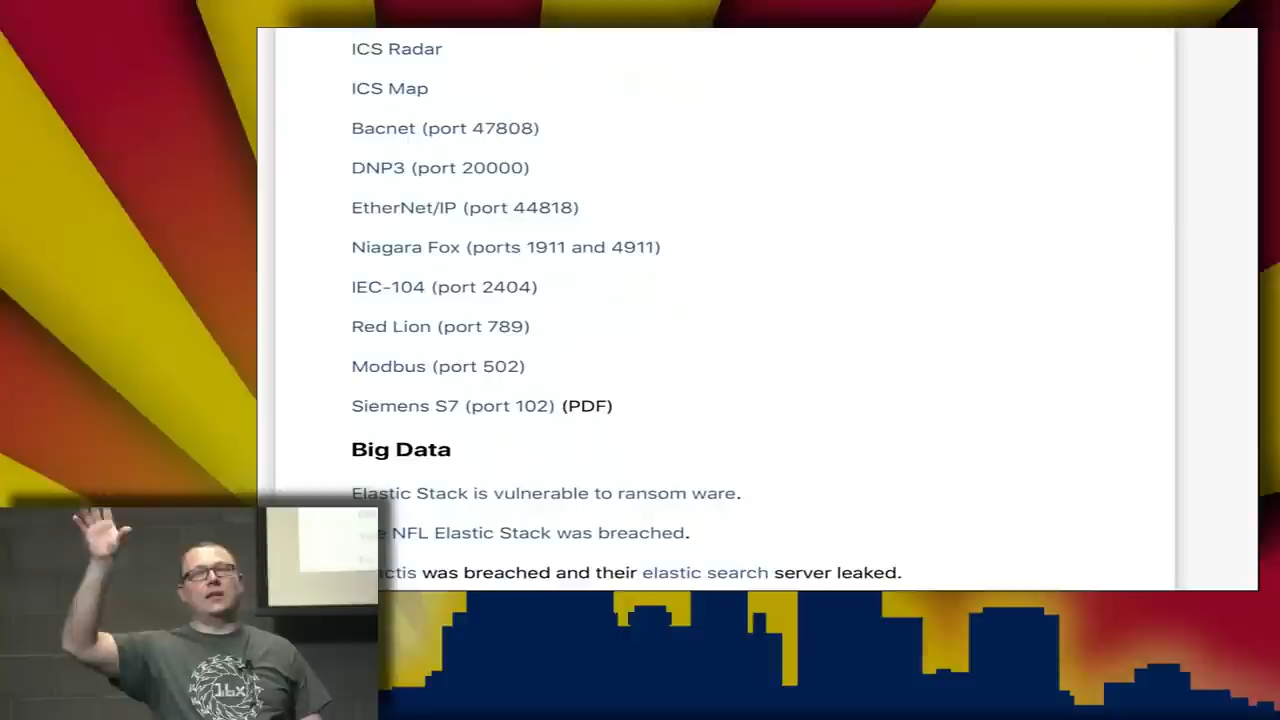 ICS Radar
ICS Map
Bacnet (port 47808)
DNP3 (port 20000)
EtherNet/IP (port 44818)
Niagara Fox (ports 1911 and 4911)
IEC-104 (port 2404)
Red Lion (port 789)
Modbus (port 502)
Siemens S7 (port 102) (PDF)
Big Data
Elastic Stack is vulnerable to ransom ware.
NFL Elastic Stack was breached.
was breached and their elastic search server leaked.